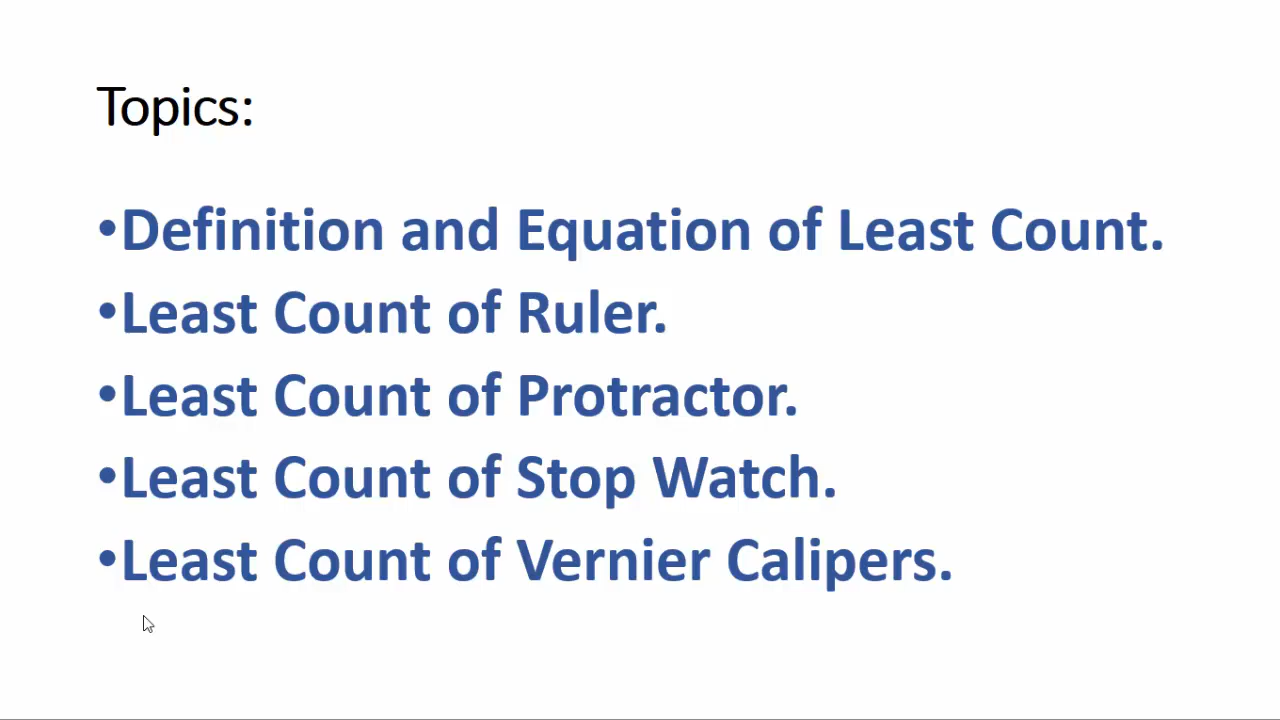 Topics:
•Definition and Equation of Least Count.
•Least Count of Ruler.
•Least Count of Protractor.
•Least Count of Stop Watch.
•Least Count of Vernier Calipers.